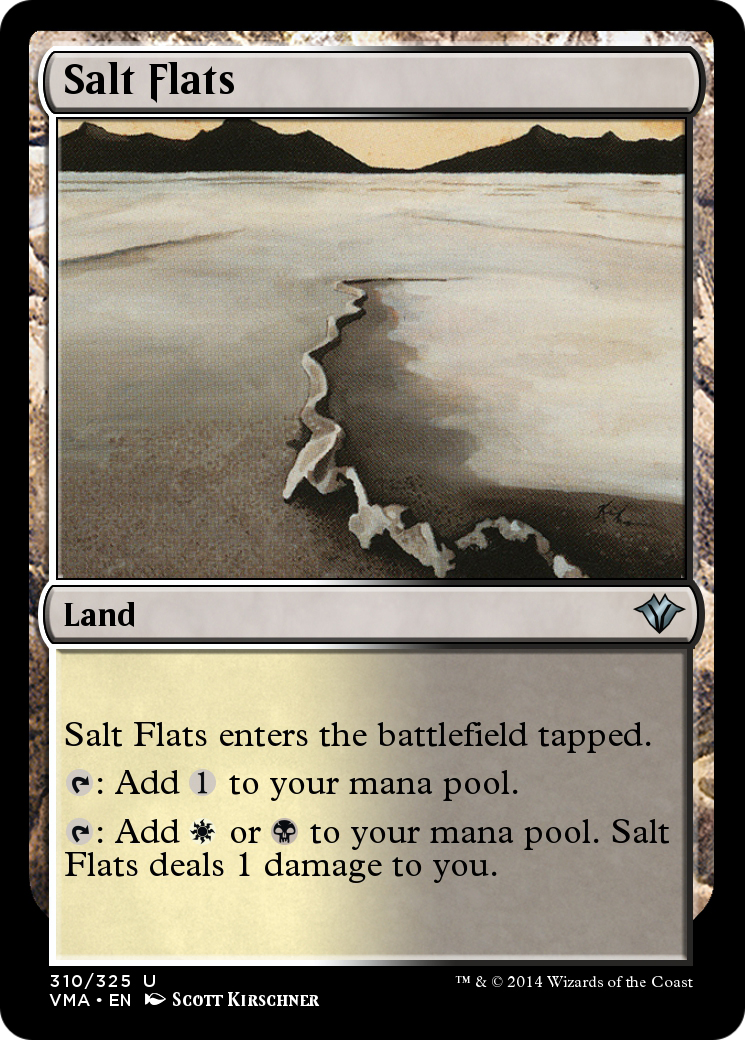 Salt Flats
Land
Salt Flats enters the battlefield tapped.
: Add 1 to your mana pool.
: Add or to your mana pool. Salt
Flats deals 1 damage to you.
310/325 U
™ & © 2014 Wizards of the Coast
VMA • EN Scott Kirschner